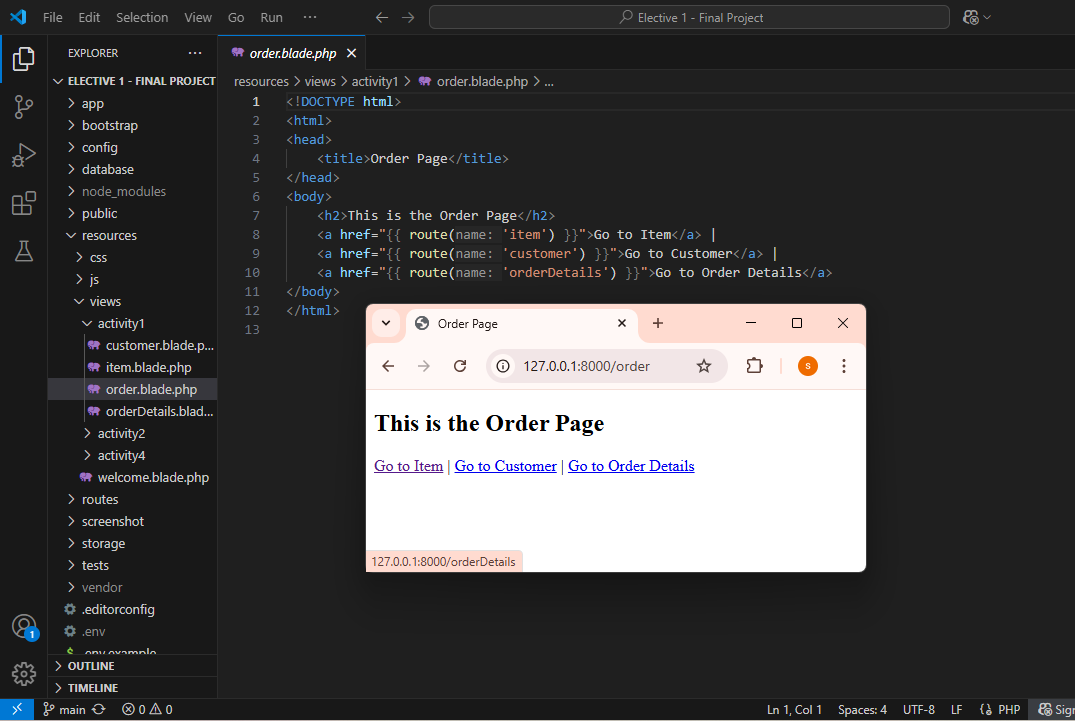 File Edit Selection View Go Run ···
Elective 1 - Final Project
EXPLORER ···
ELECTIVE 1 - FINAL PROJECT
app
bootstrap
config
database
node_modules
public
resources
css
js
views
activity1
customer.blade.p...
item.blade.php
order.blade.php
orderDetails.blad...
activity2
activity4
welcome.blade.php
routes
screenshot
storage
tests
vendor
.editorconfig
.env
.env.example
OUTLINE
TIMELINE
order.blade.php
resources > views > activity1 > order.blade.php > ...
1 <!DOCTYPE html>
2 <html>
3 <head>
4 <title>Order Page</title>
5 </head>
6 <body>
7 <h2>This is the Order Page</h2>
8 <a href="{{ route(name: 'item') }}">Go to Item</a> |
9 <a href="{{ route(name: 'customer') }}">Go to Customer</a> |
10 <a href="{{ route(name: 'orderDetails') }}">Go to Order Details</a>
11 </body>
12 </html>
13
Order Page
127.0.0.1:8000/order
S
This is the Order Page
Go to Item | Go to Customer | Go to Order Details
127.0.0.1:8000/orderDetails
1
main 0 0 Ln 1, Col 1 Spaces: 4 UTF-8 LF PHP Sign